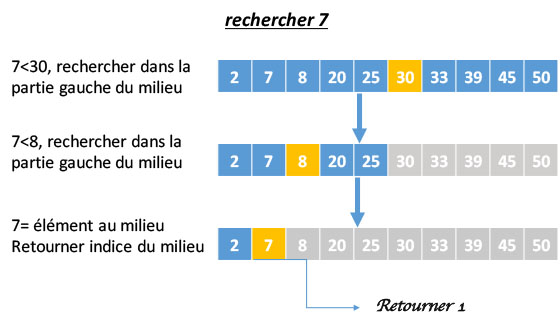 rechercher 7
7<30, rechercher dans la
partie gauche du milieu
2 7 8 20 25 30 33 39 45 50
7<8, rechercher dans la
partie gauche du milieu
2 7 8 20 25 30 33 39 45 50
7= élément au milieu
Retourner indice du milieu
2 7 8 20 25 30 33 39 45 50
Retourner 1